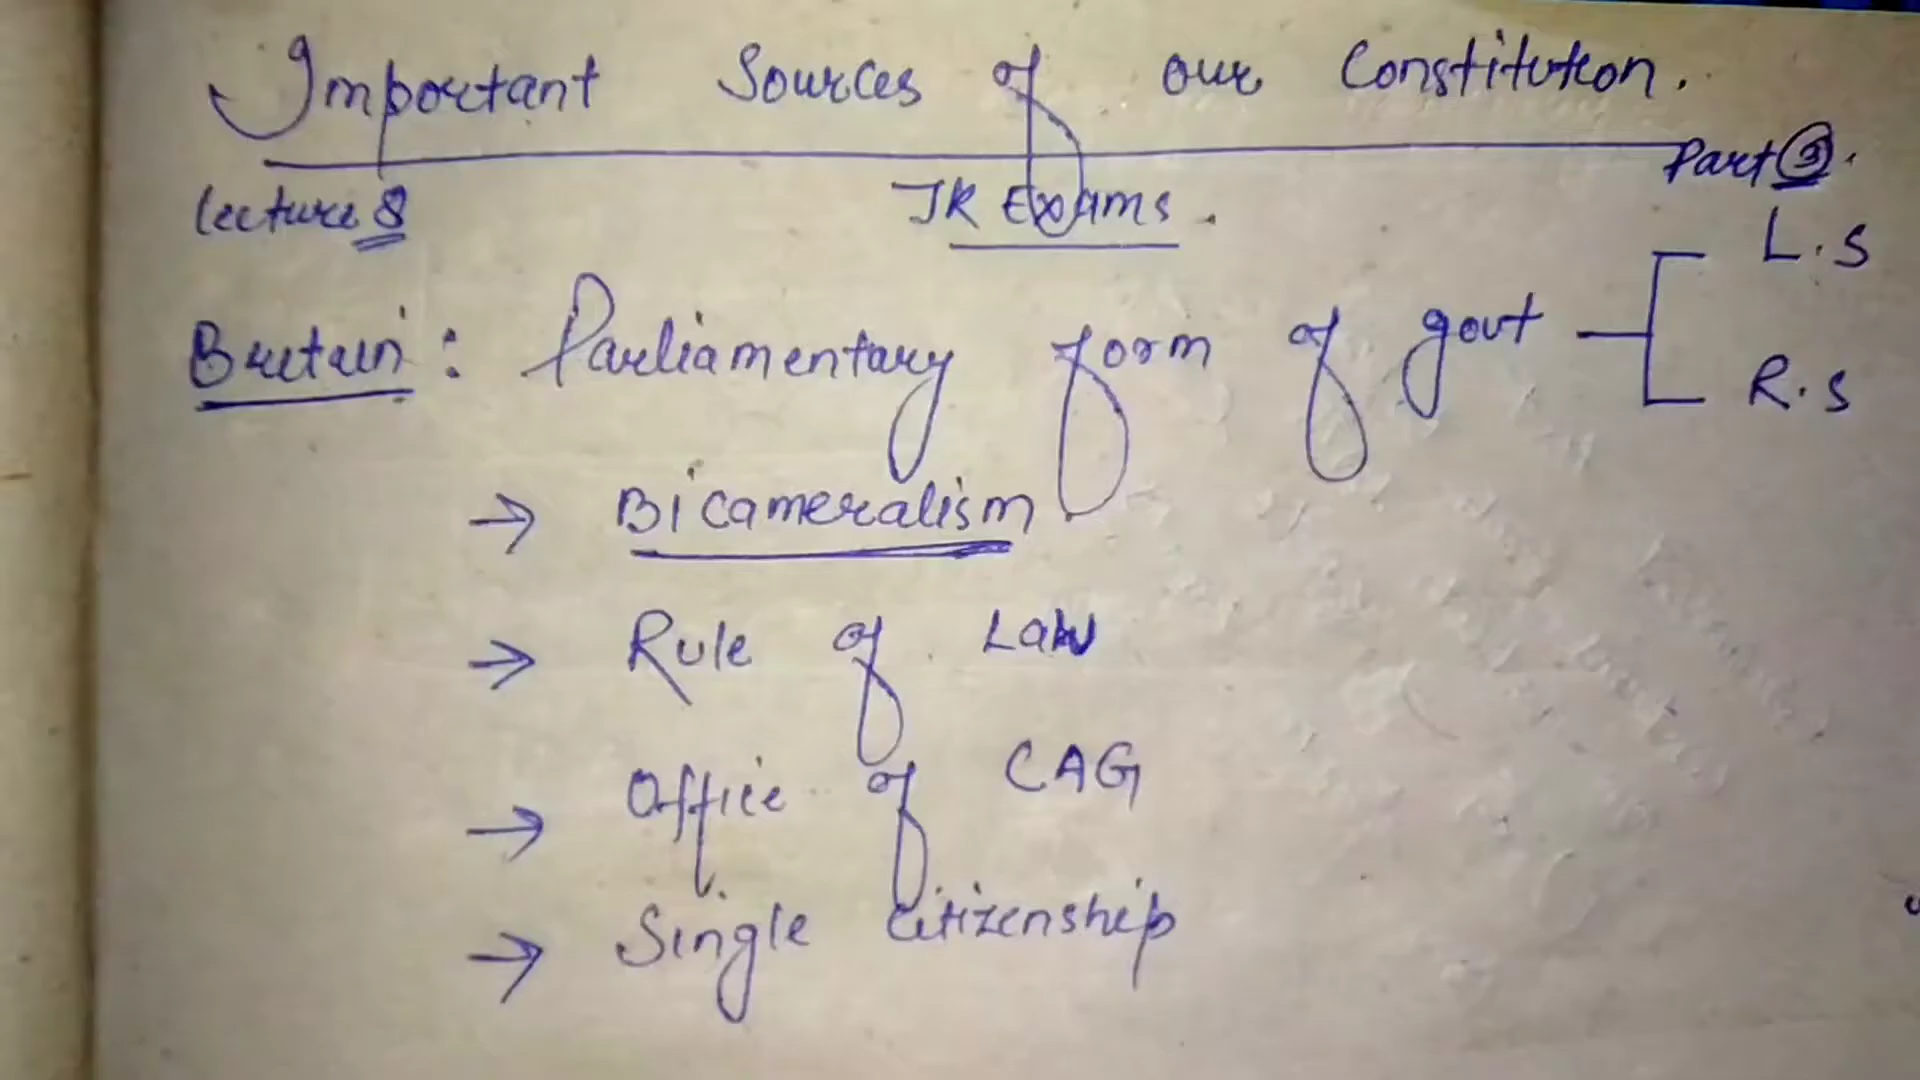 Important Sources of our Constitution.
Part ③.
Lecture 8
JK Exams.
Britain: Parliamentary form of govt
L.S
R.S
→ Bicameralism
→ Rule of Law
→ Office of CAG
→ Single citizenship